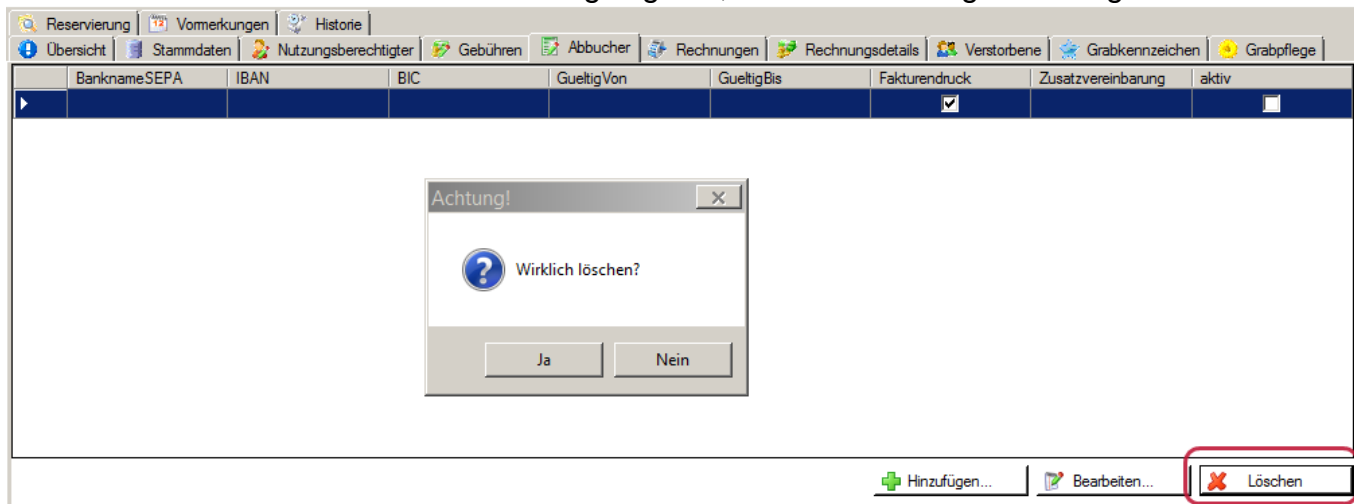 Reservierung Vormerkungen Historie
Übersicht Stammdaten Nutzungsberechtigter Gebühren Abbucher Rechnungen Rechnungsdetails Verstorbene Grabkennzeichen Grabpflege
BanknameSEPA IBAN BIC GueltigVon GueltigBis Fakturendruck Zusatzvereinbarung aktiv
Achtung!
Wirklich löschen?
Ja Nein
Hinzufügen... Bearbeiten... Löschen